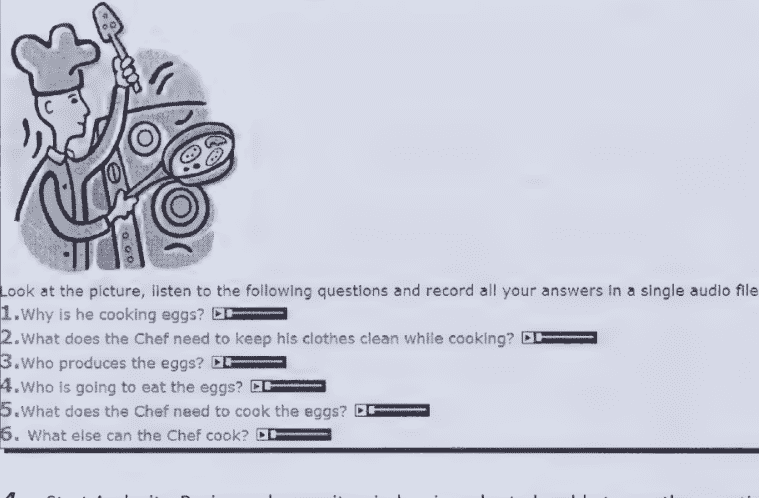 Look at the picture, listen to the following questions and record all your answers in a single audio file
1.Why is he cooking eggs?
2.What does the Chef need to keep his clothes clean while cooking?
3.Who produces the eggs?
4.Who is going to eat the eggs?
5.What does the Chef need to cook the eggs?
6. What else can the Chef cook?